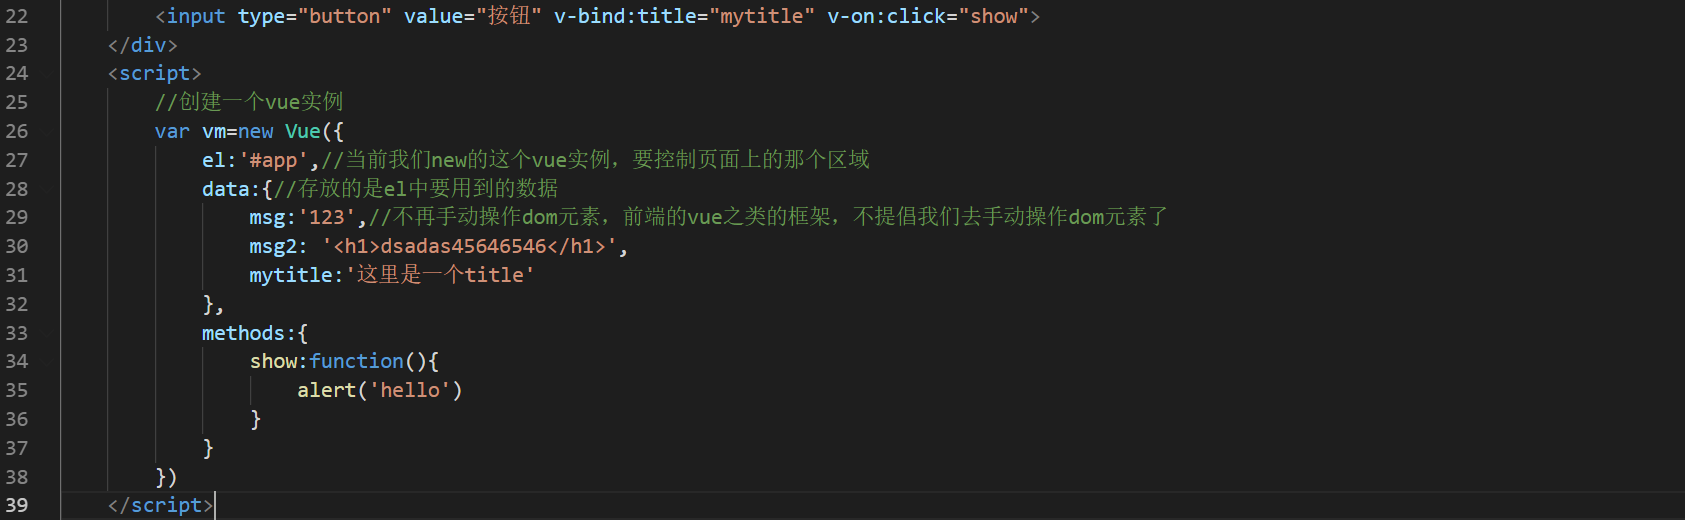 22 <input type="button" value="按钮" v-bind:title="mytitle" v-on:click="show">
23 </div>
24 <script>
25 //创建一个vue实例
26 var vm=new Vue({
27 el:'#app',//当前我们new的这个vue实例，要控制页面上的那个区域
28 data:{//存放的是el中要用到的数据
29 msg:'123',//不再手动操作dom元素，前端的vue之类的框架，不提倡我们去手动操作dom元素了
30 msg2: '<h1>dsadas45646546</h1>',
31 mytitle:'这里是一个title'
32 },
33 methods:{
34 show:function(){
35 alert('hello')
36 }
37 }
38 })
39 </script>